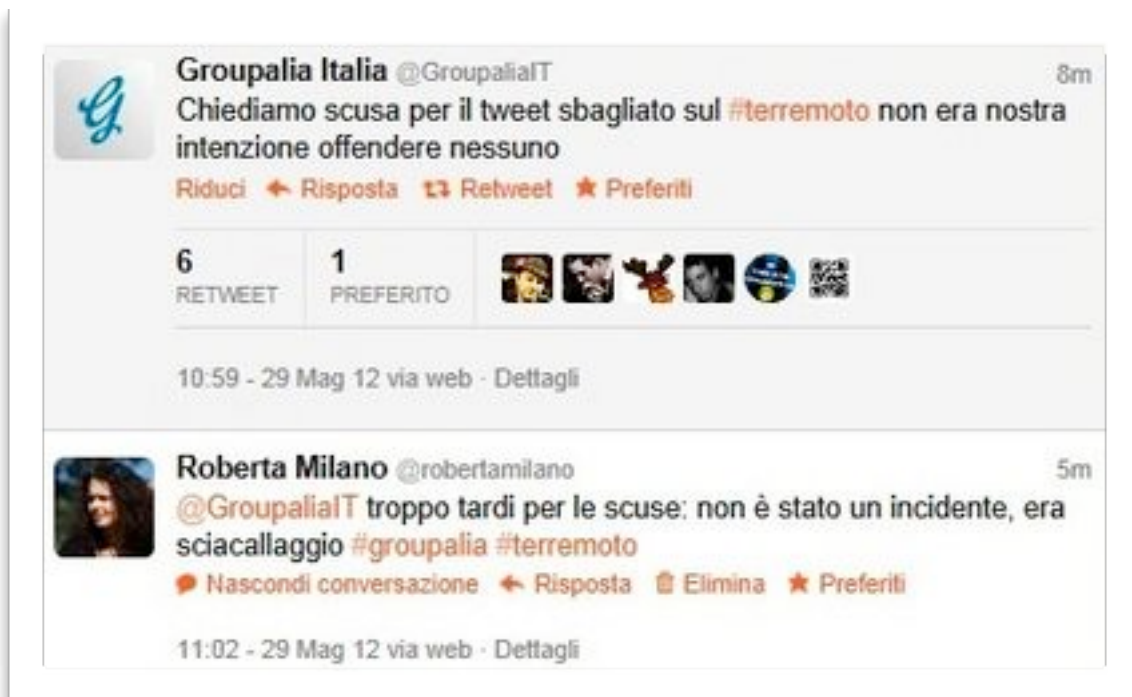 Groupalia Italia @GroupaliaIT 8m
Chiediamo scusa per il tweet sbagliato sul #terremoto non era nostra
intenzione offendere nessuno
Riduci Risposta Retweet Preferiti
6 1
RETWEET PREFERITO
10:59 - 29 Mag 12 via web · Dettagli
Roberta Milano @robertamilano 5m
@GroupaliaIT troppo tardi per le scuse: non è stato un incidente, era
sciacallaggio #groupalia #terremoto
Nascondi conversazione Risposta Elimina Preferiti
11:02 - 29 Mag 12 via web · Dettagli